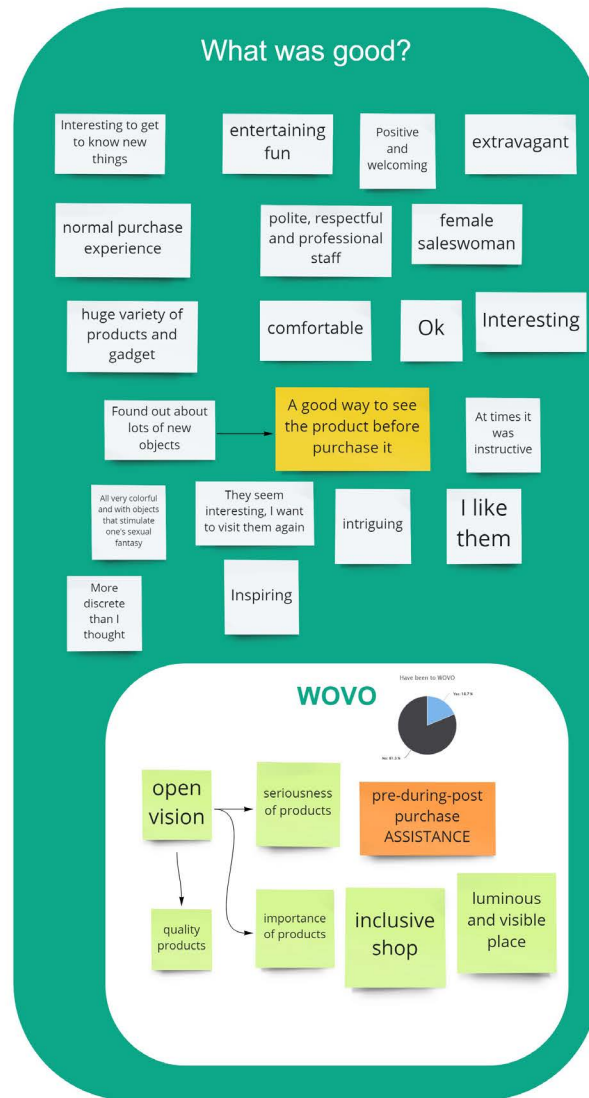 What was good?
Interesting to get
to know new
things
entertaining
fun
Positive
and
welcoming
extravagant
normal purchase
experience
polite, respectful
and professional
staff
female
saleswoman
huge variety of
products and
gadget
comfortable
Ok
Interesting
Found out about
lots of new
objects
A good way to see
the product before
purchase it
At times it
was
instructive
All very colorful
and with objects
that stimulate
one's sexual
fantasy
They seem
interesting, I want
to visit them again
intriguing
I like
them
More
discrete
than I
thought
Inspiring
WOVO
Have been to WOVO
open
vision
seriousness
of products
pre-during-post
purchase
ASSISTANCE
quality
products
importance
of products
inclusive
shop
luminous
and visible
place